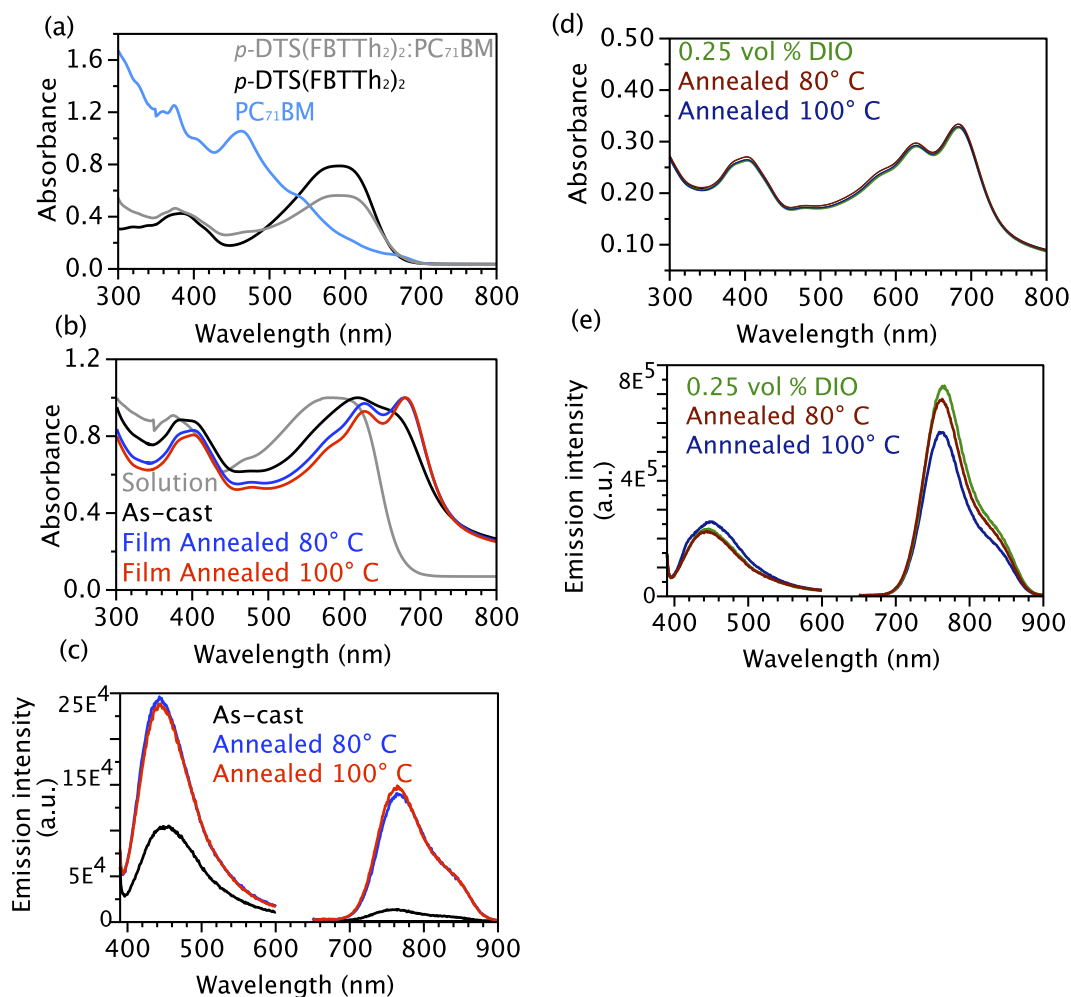 (a)
1.6
1.2
0.8
0.4
0.0
Absorbance
p-DTS(FBTTh₂)₂:PC₇₁BM
p-DTS(FBTTh₂)₂
PC₇₁BM
300 400 500 600 700 800
Wavelength (nm)
(b)
1.2
0.8
0.4
0.0
Absorbance
Solution
As-cast
Film Annealed 80° C
Film Annealed 100° C
300 400 500 600 700 800
Wavelength (nm)
(c)
25E⁴
15E⁴
5E⁴
0
Emission intensity
(a.u.)
As-cast
Annealed 80° C
Annealed 100° C
400 500 600 700 800 900
Wavelength (nm)
(d)
0.50
0.40
0.30
0.20
0.10
Absorbance
0.25 vol % DIO
Annealed 80° C
Annealed 100° C
300 400 500 600 700 800
Wavelength (nm)
(e)
8E⁵
4E⁵
0
Emission intensity
(a.u.)
0.25 vol % DIO
Annealed 80° C
Annnealed 100° C
400 500 600 700 800 900
Wavelength (nm)